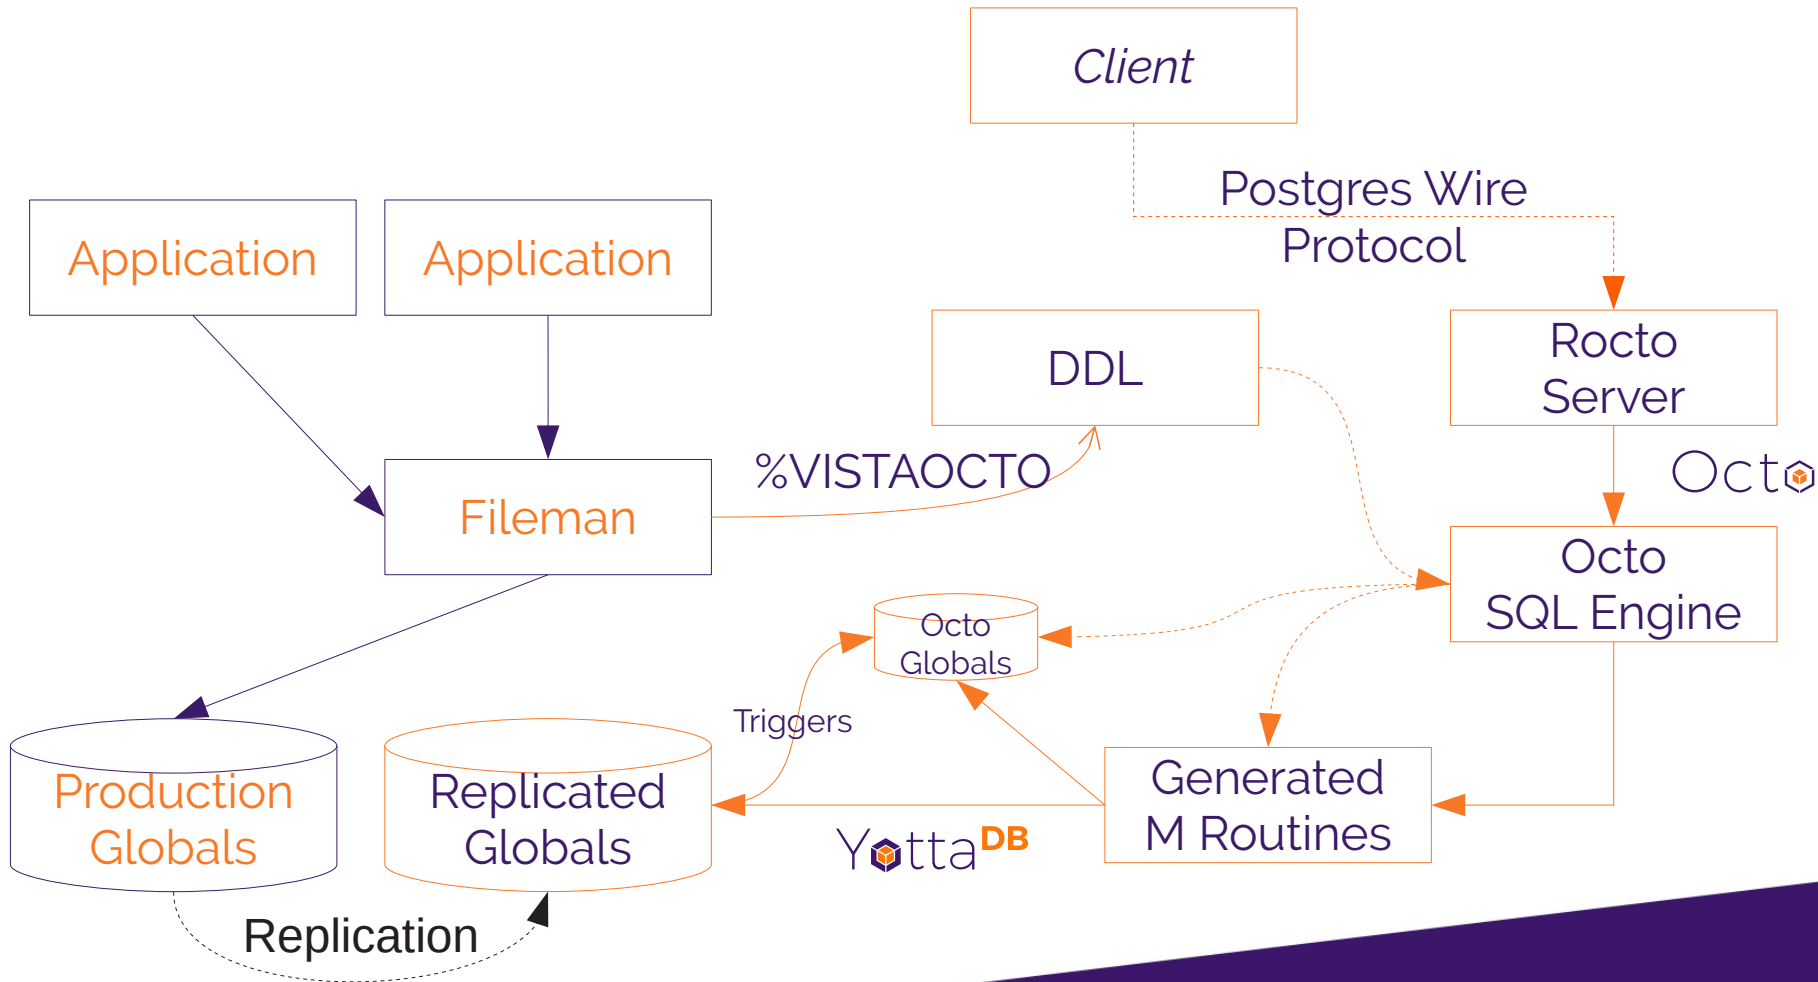 Client
Postgres Wire
Protocol
Application
Application
DDL
Rocto
Server
%VISTAOCTO
Octo
Fileman
Octo
SQL Engine
Octo
Globals
Triggers
Production
Globals
Replicated
Globals
Generated
M Routines
YottaDB
Replication